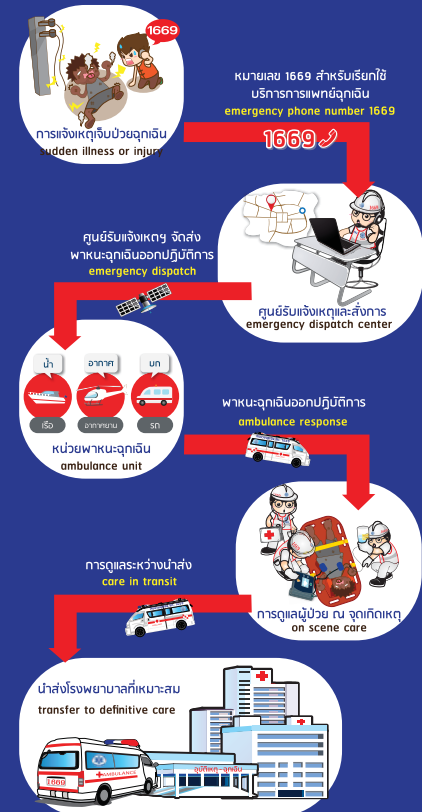 1669
การแจ้งเหตุเจ็บป่วยฉุกเฉิน
sudden illness or injury
หมายเลข 1669 สำหรับเรียกใช้
บริการการแพทย์ฉุกเฉิน
emergency phone number 1669
1669
1669
ศูนย์รับแจ้งเหตุและสั่งการ
emergency dispatch center
ศูนย์รับแจ้งเหตุฯ จัดส่ง
พาหนะฉุกเฉินออกปฏิบัติการ
emergency dispatch
น้ำ อากาศ บก
เรือ อากาศยาน รถ
หน่วยพาหนะฉุกเฉิน
ambulance unit
พาหนะฉุกเฉินออกปฏิบัติการ
ambulance response
การดูแลผู้ป่วย ณ จุดเกิดเหตุ
on scene care
การดูแลระหว่างนำส่ง
care in transit
นำส่งโรงพยาบาลที่เหมาะสม
transfer to definitive care
อุบัติเหตุ-ฉุกเฉิน
AMBULANCE
1669